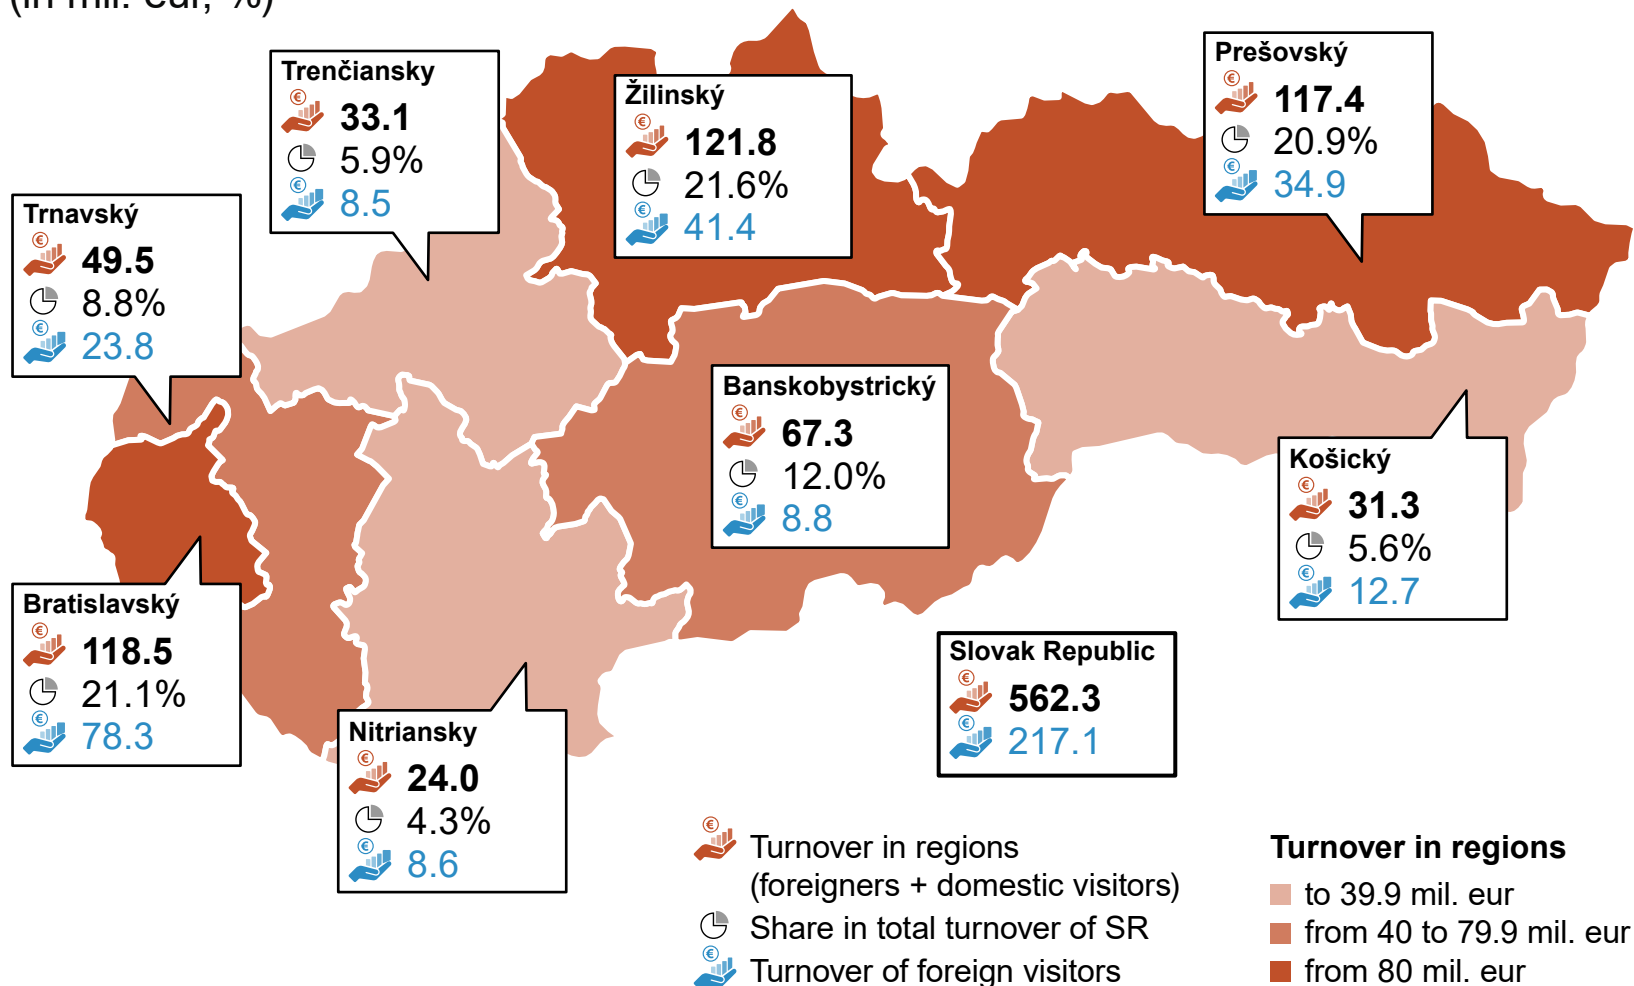 (in mil. eur, %)
Trenčiansky
33.1
5.9%
8.5
Žilinský
121.8
21.6%
41.4
Prešovský
117.4
20.9%
34.9
Trnavský
49.5
8.8%
23.8
Banskobystrický
67.3
12.0%
8.8
Košický
31.3
5.6%
12.7
Bratislavský
118.5
21.1%
78.3
Nitriansky
24.0
4.3%
8.6
Slovak Republic
562.3
217.1
Turnover in regions
(foreigners + domestic visitors)
Share in total turnover of SR
Turnover of foreign visitors
Turnover in regions
to 39.9 mil. eur
from 40 to 79.9 mil. eur
from 80 mil. eur